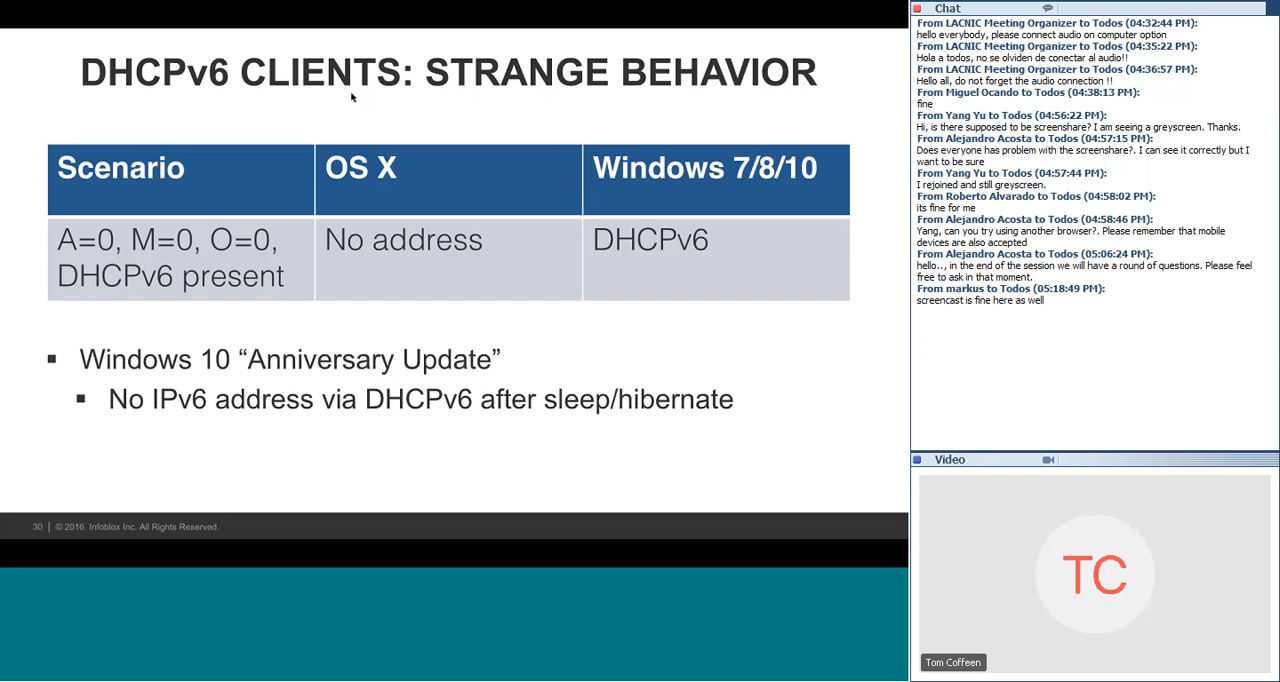 DHCPv6 CLIENTS: STRANGE BEHAVIOR
Scenario
OS X
Windows 7/8/10
A=0, M=0, O=0,
DHCPv6 present
No address
DHCPv6
▪ Windows 10 “Anniversary Update”
▪ No IPv6 address via DHCPv6 after sleep/hibernate
30 | © 2016 Infoblox Inc. All Rights Reserved.
Chat
From LACNIC Meeting Organizer to Todos (04:32:44 PM):
hello everybody, please connect audio on computer option
From LACNIC Meeting Organizer to Todos (04:35:22 PM):
Hola a todos, no se olviden de conectar al audio!!
From LACNIC Meeting Organizer to Todos (04:36:57 PM):
Hello all, do not forget the audio connection !!
From Miguel Ocando to Todos (04:38:13 PM):
fine
From Yang Yu to Todos (04:56:22 PM):
Hi, is there supposed to be screenshare? I am seeing a greyscreen. Thanks.
From Alejandro Acosta to Todos (04:57:15 PM):
Does everyone has problem with the screenshare?. I can see it correctly but I
want to be sure
From Yang Yu to Todos (04:57:44 PM):
I rejoined and still greyscreen.
From Roberto Alvarado to Todos (04:58:02 PM):
its fine for me
From Alejandro Acosta to Todos (04:58:46 PM):
Yang, can you try using another browser?. Please remember that mobile
devices are also accepted
From Alejandro Acosta to Todos (05:06:24 PM):
hello.., in the end of the session we will have a round of questions. Please feel
free to ask in that moment.
From markus to Todos (05:18:49 PM):
screencast is fine here as well
Video
TC
Tom Coffeen